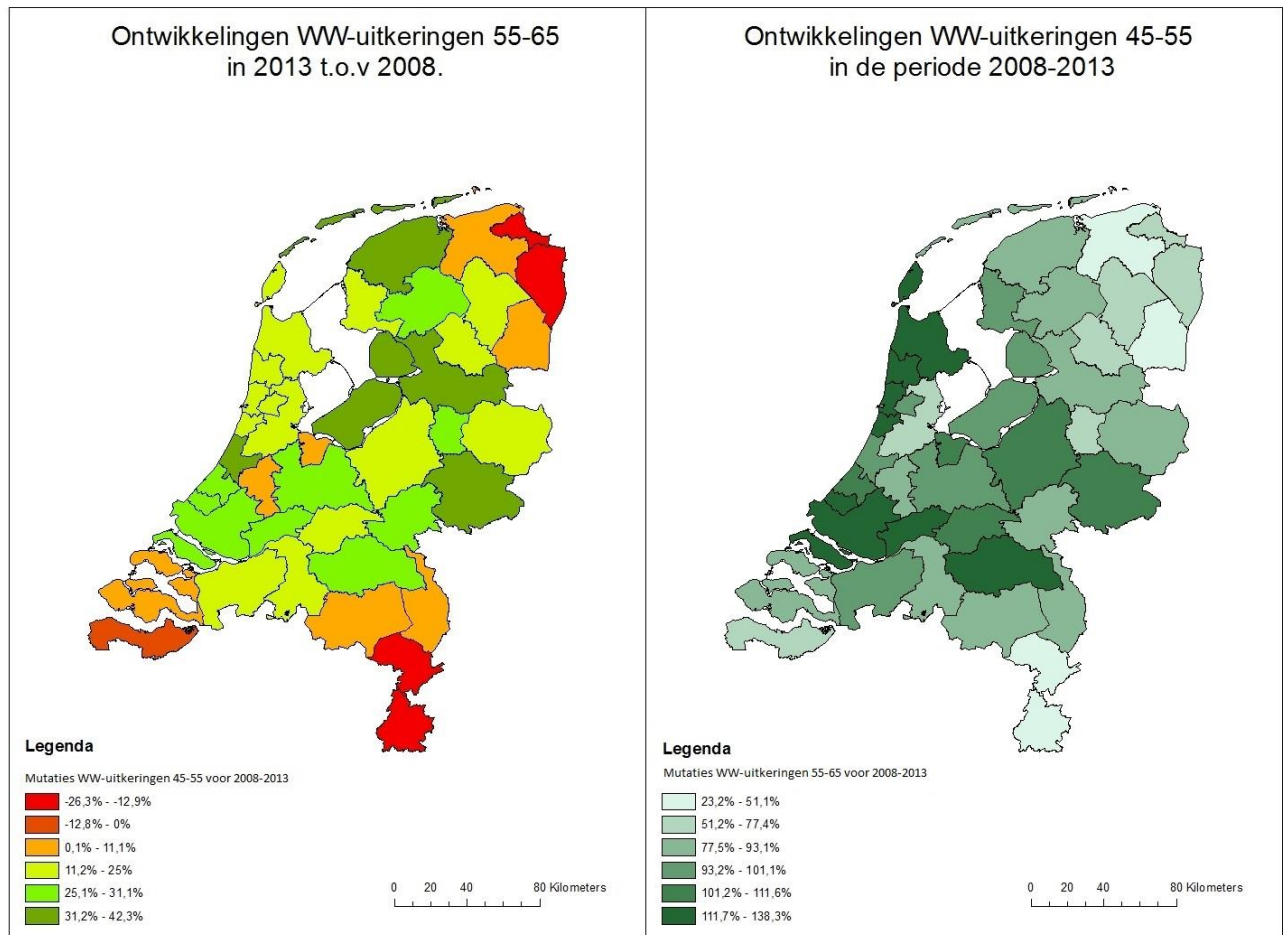 Ontwikkelingen WW-uitkeringen 55-65
in 2013 t.o.v 2008.
Legenda
Mutaties WW-uitkeringen 45-55 voor 2008-2013
-26,3% - -12,9%
-12,8% - 0%
0,1% - 11,1%
11,2% - 25%
25,1% - 31,1%
31,2% - 42,3%
0 20 40 80 Kilometers
Ontwikkelingen WW-uitkeringen 45-55
in de periode 2008-2013
Legenda
Mutaties WW-uitkeringen 55-65 voor 2008-2013
23,2% - 51,1%
51,2% - 77,4%
77,5% - 93,1%
93,2% - 101,1%
101,2% - 111,6%
111,7% - 138,3%
0 20 40 80 Kilometers